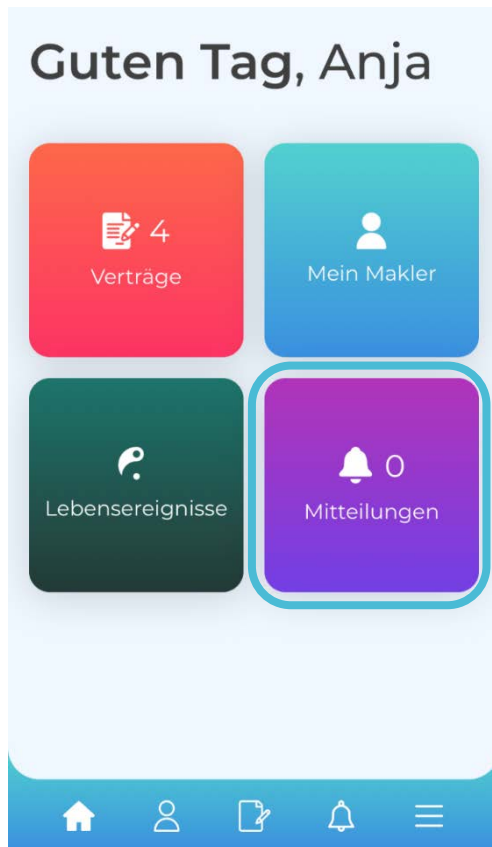 Guten Tag, Anja
4
Verträge
Mein Makler
Lebensereignisse
0
Mitteilungen